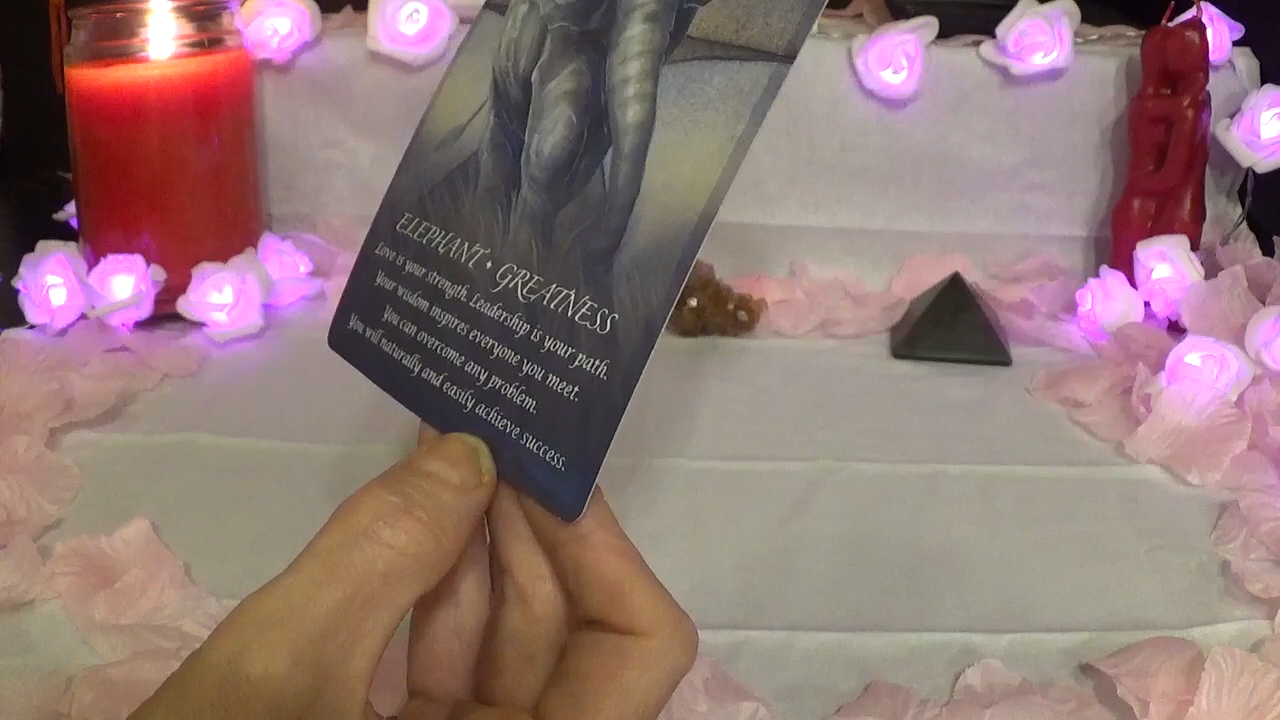 ELEPHANT • GREATNESS
Love is your strength. Leadership is your path.
Your wisdom inspires everyone you meet.
You can overcome any problem.
You will naturally and easily achieve success.